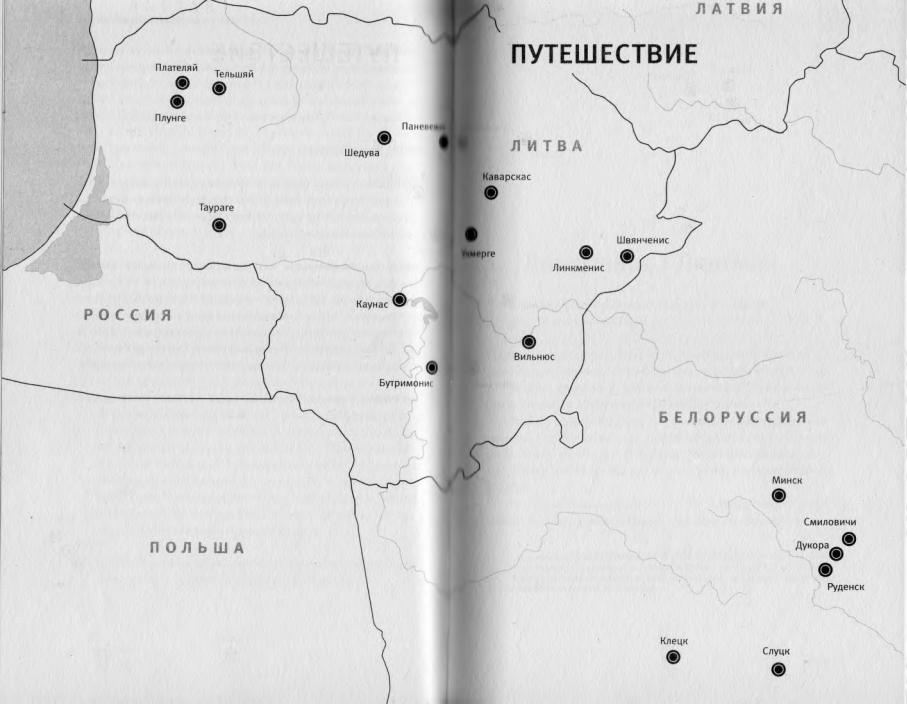 ЛАТВИЯ
ПУТЕШЕСТВИЕ
Плателяй
Тельшяй
Плунге
Шедува
ЛИТВА
Каварскас
Таураге
Укмерге
Швянченис
Линкменис
Каунас
РОССИЯ
Вильнюс
Бутримонис
БЕЛОРУССИЯ
Минск
Смиловичи
Дукора
ПОЛЬША
Руденск
Клецк
Слуцк